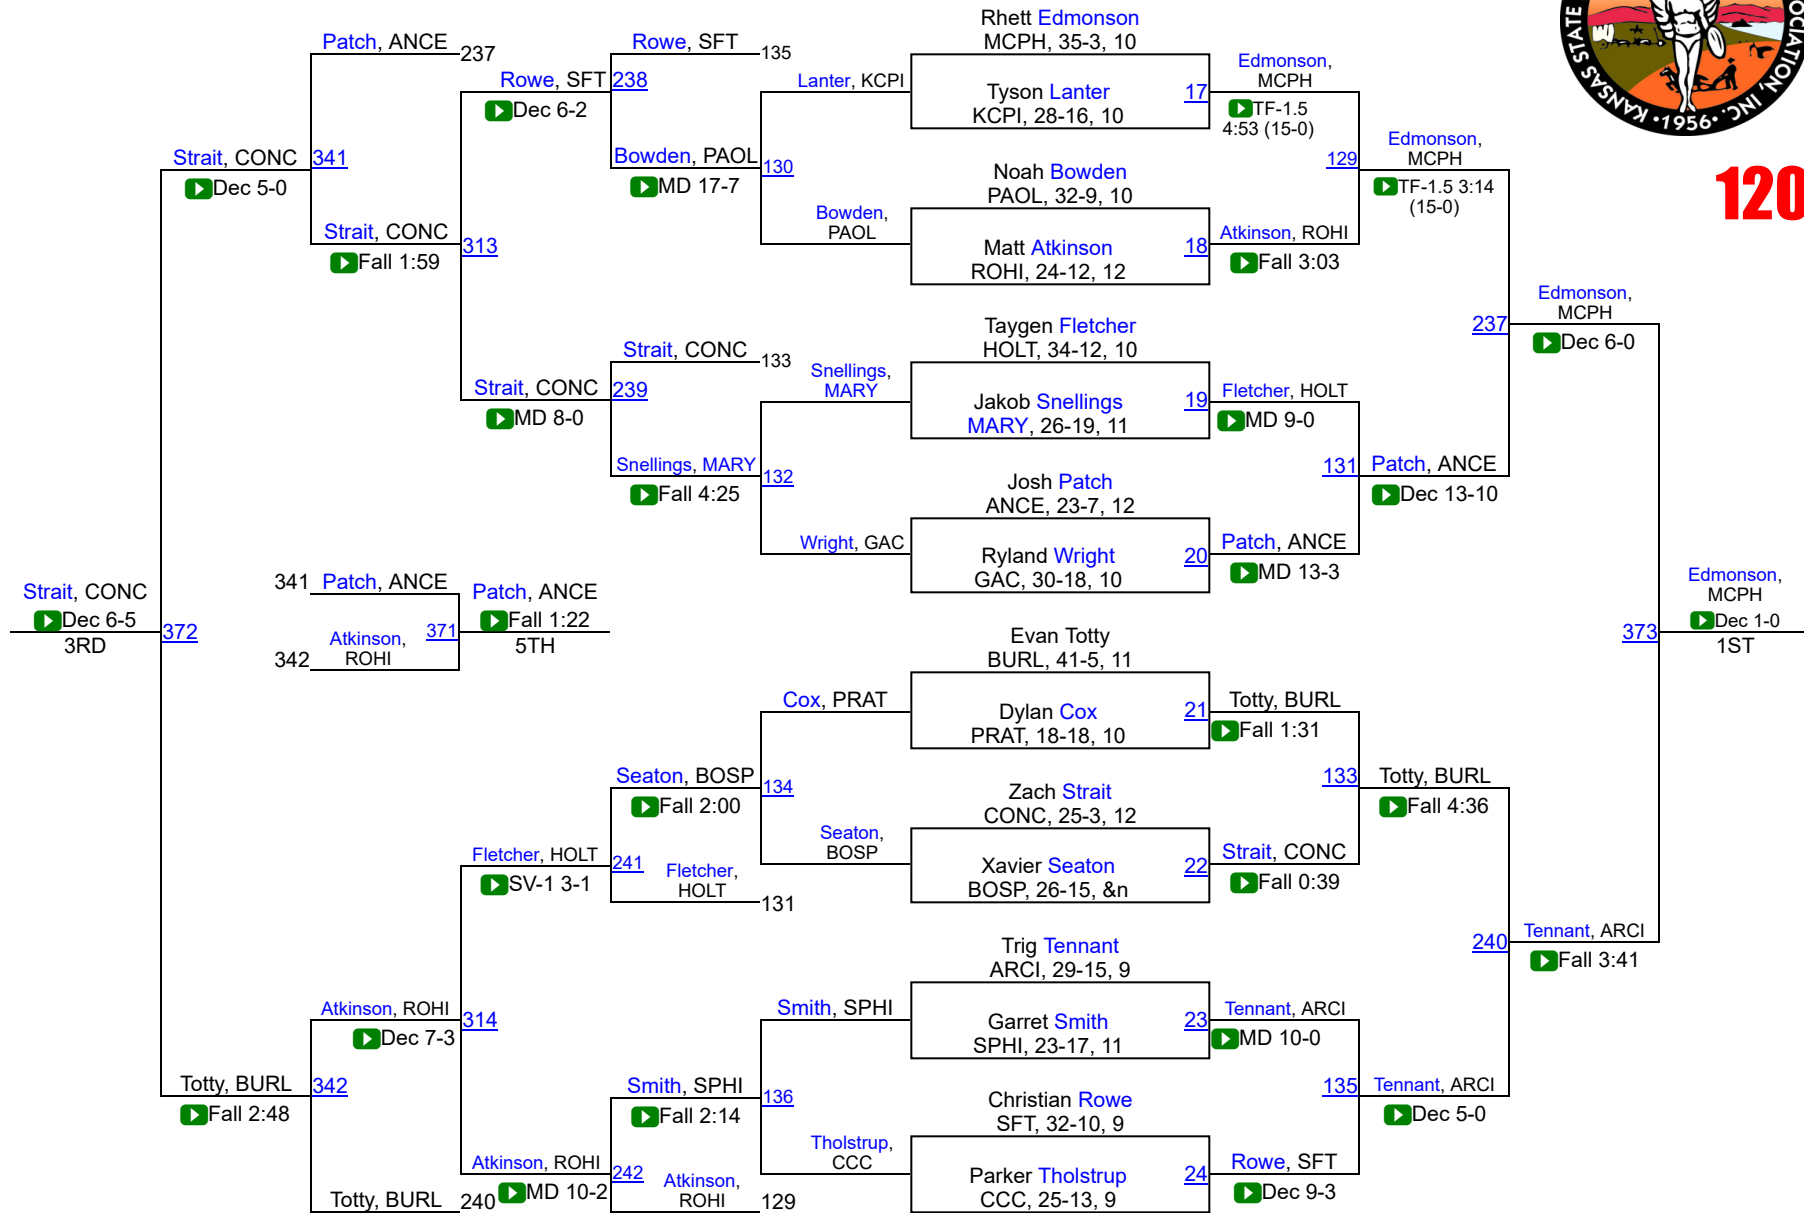 KANSAS STATE
OCIATION, INC.
·1956·
120
Patch, ANCE
237
Rowe, SFT
135
Rowe, SFT
238
Dec 6-2
Bowden, PAOL
MD 17-7
Strait, CONC
Dec 5-0
341
Strait, CONC
Fall 1:59
313
Strait, CONC
133
Strait, CONC
MD 8-0
239
Snellings, MARY
Fall 4:25
Lanter, KCPI
130
Bowden,
PAOL
Snellings,
MARY
132
Wright, GAC
Rhett Edmonson
MCPH, 35-3, 10
Tyson Lanter
KCPI, 28-16, 10
17
Noah Bowden
PAOL, 32-9, 10
Matt Atkinson
ROHI, 24-12, 12
18
Taygen Fletcher
HOLT, 34-12, 10
Jakob Snellings
MARY, 26-19, 11
19
Josh Patch
ANCE, 23-7, 12
Ryland Wright
GAC, 30-18, 10
20
Edmonson,
MCPH
TF-1.5
4:53 (15-0)
129
Atkinson, ROHI
Fall 3:03
Edmonson,
MCPH
TF-1.5 3:14
(15-0)
Fletcher, HOLT
MD 9-0
131
Patch, ANCE
MD 13-3
Patch, ANCE
Dec 13-10
237
Edmonson,
MCPH
Dec 6-0
Strait, CONC
Dec 6-5
3RD
372
341
Patch, ANCE
342
Atkinson,
ROHI
371
Patch, ANCE
Fall 1:22
5TH
373
Edmonson,
MCPH
Dec 1-0
1ST
Evan Totty
BURL, 41-5, 11
Dylan Cox
PRAT, 18-18, 10
21
Zach Strait
CONC, 25-3, 12
Xavier Seaton
BOSP, 26-15, &n
22
Trig Tennant
ARCI, 29-15, 9
Garret Smith
SPHI, 23-17, 11
23
Christian Rowe
SFT, 32-10, 9
Parker Tholstrup
CCC, 25-13, 9
24
Cox, PRAT
134
Seaton,
BOSP
Seaton, BOSP
Fall 2:00
241
Fletcher,
HOLT
131
Fletcher, HOLT
SV-1 3-1
Smith, SPHI
136
Tholstrup,
CCC
Smith, SPHI
Fall 2:14
242
Atkinson,
ROHI
129
Atkinson, ROHI
MD 10-2
Atkinson, ROHI
Dec 7-3
314
Totty, BURL
Fall 2:48
342
Totty, BURL
240
Totty, BURL
Fall 1:31
133
Strait, CONC
Fall 0:39
Totty, BURL
Fall 4:36
Tennant, ARCI
MD 10-0
135
Rowe, SFT
Dec 9-3
Tennant, ARCI
Dec 5-0
240
Tennant, ARCI
Fall 3:41